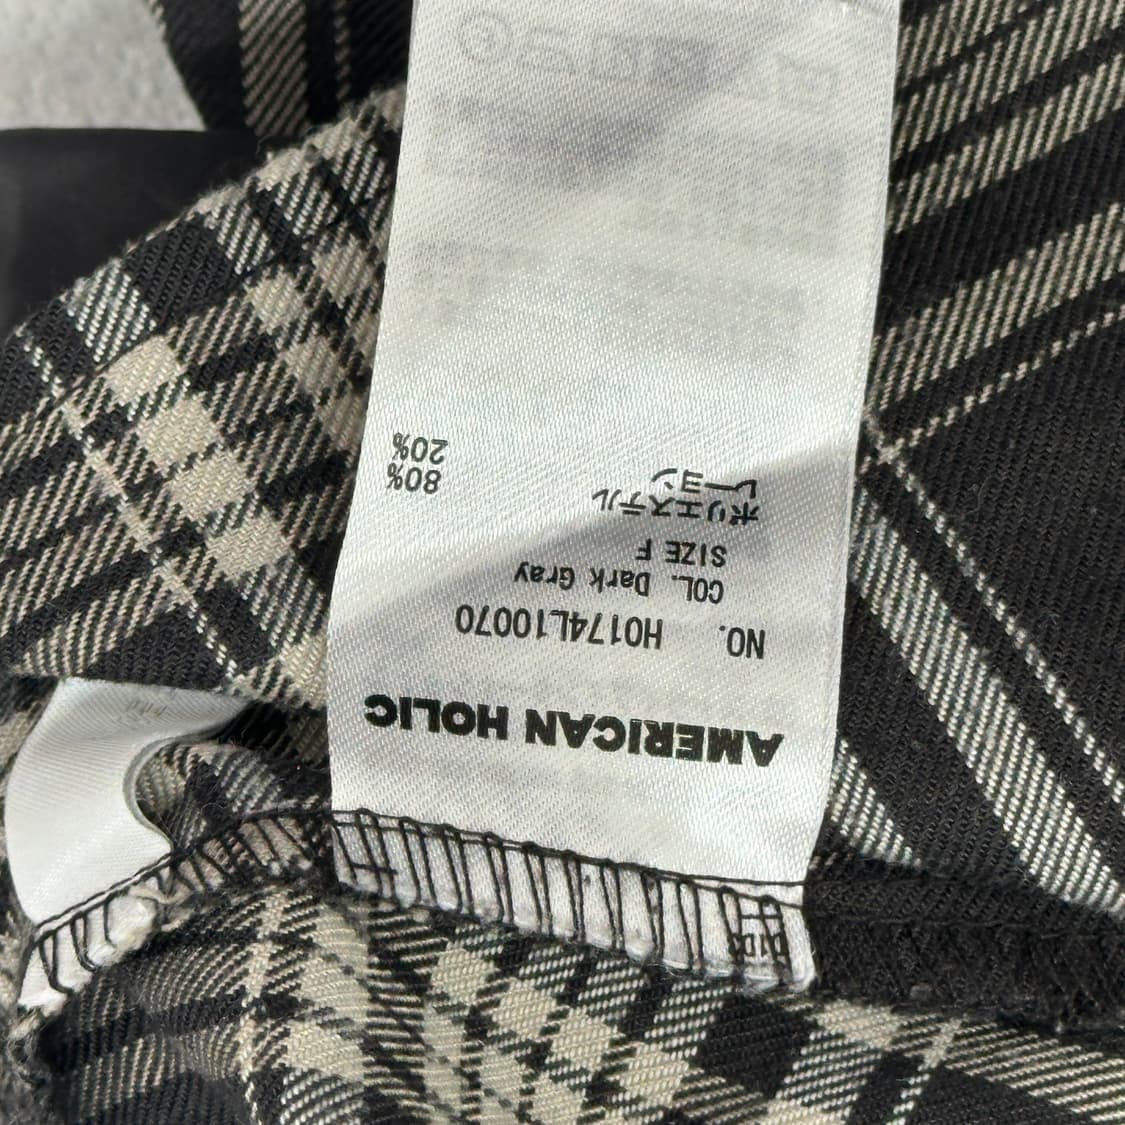 AMERICAN HOLIC
NO. H0174L10070
COL. Dark Gray
SIZE F
ポリエステル 80%
レーヨン 20%